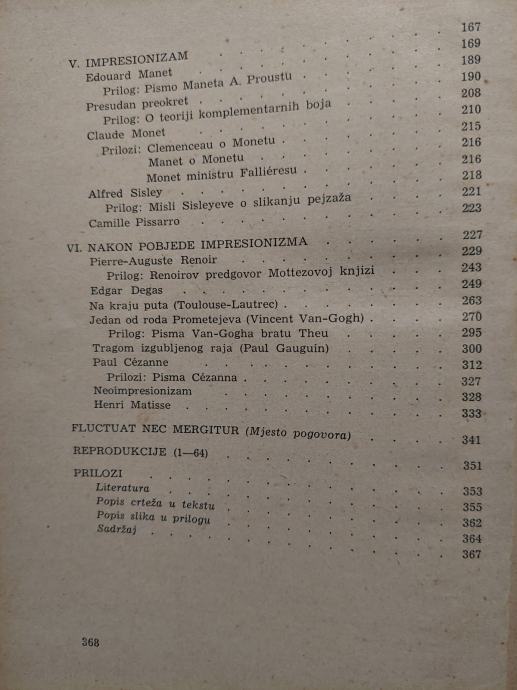 V. IMPRESIONIZAM . . . . . . . 167
Edouard Manet . . . . . . . 169
Prilog: Pismo Maneta A. Proustu . . . . 189
Presudan preokret . . . . . . . 190
Prilog: O teoriji komplementarnih boja . . . 208
Claude Monet . . . . . . . 210
Prilozi: Clemenceau o Monetu . . . . . 215
Manet o Monetu . . . . . 216
Monet ministru Falliéresu . . . . 216
Alfred Sisley . . . . . . . 218
Prilog: Misli Sisleyeve o slikanju pejzaža . . . 221
Camille Pissarro . . . . . . . 223
VI. NAKON POBJEDE IMPRESIONIZMA . . . . 227
Pierre-Auguste Renoir . . . . . . 229
Prilog: Renoirov predgovor Mottezovoj knjizi . . . 243
Edgar Degas . . . . . . . 249
Na kraju puta (Toulouse-Lautrec) . . . . . 263
Jedan od roda Prometejeva (Vincent Van-Gogh) . . . 270
Prilog: Pisma Van-Gogha bratu Theu . . . . 295
Tragom izgubljenog raja (Paul Gauguin) . . . . 300
Paul Cézanne . . . . . . . 312
Prilozi: Pisma Cézanna . . . . . . 327
Neoimpresionizam . . . . . . . 328
Henri Matisse . . . . . . . 333
FLUCTUAT NEC MERGITUR (Mjesto pogovora) . . . 341
REPRODUKCIJE (1—64) . . . . . . 351
PRILOZI . . . . . . . 353
Literatura . . . . . . . 355
Popis crteža u tekstu . . . . . . 362
Popis slika u prilogu . . . . . . 364
Sadržaj . . . . . . . 367
368